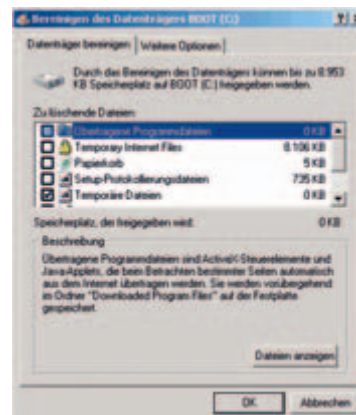 Bereinigen des Datenträgers BOOT (C:)
Datenträger bereinigen Weitere Optionen
Durch das Bereinigen des Datenträgers können bis zu 8.953
KB Speicherplatz auf BOOT (C:) freigegeben werden.
Zu löschende Dateien:
Übertragene Programmdateien 0 KB
Temporary Internet Files 8.106 KB
Papierkorb 5 KB
Setup-Protokollierungsdateien 735 KB
Temporäre Dateien 0 KB
Speicherplatz, der freigegeben wird: 0 KB
Beschreibung
Übertragene Programmdateien sind ActiveX-Steuerelemente und
Java-Applets, die beim Betrachten bestimmter Seiten automatisch
aus dem Internet übertragen werden. Sie werden vorübergehend
im Ordner "Downloaded Program Files" auf der Festplatte
gespeichert.
Dateien anzeigen
OK Abbrechen